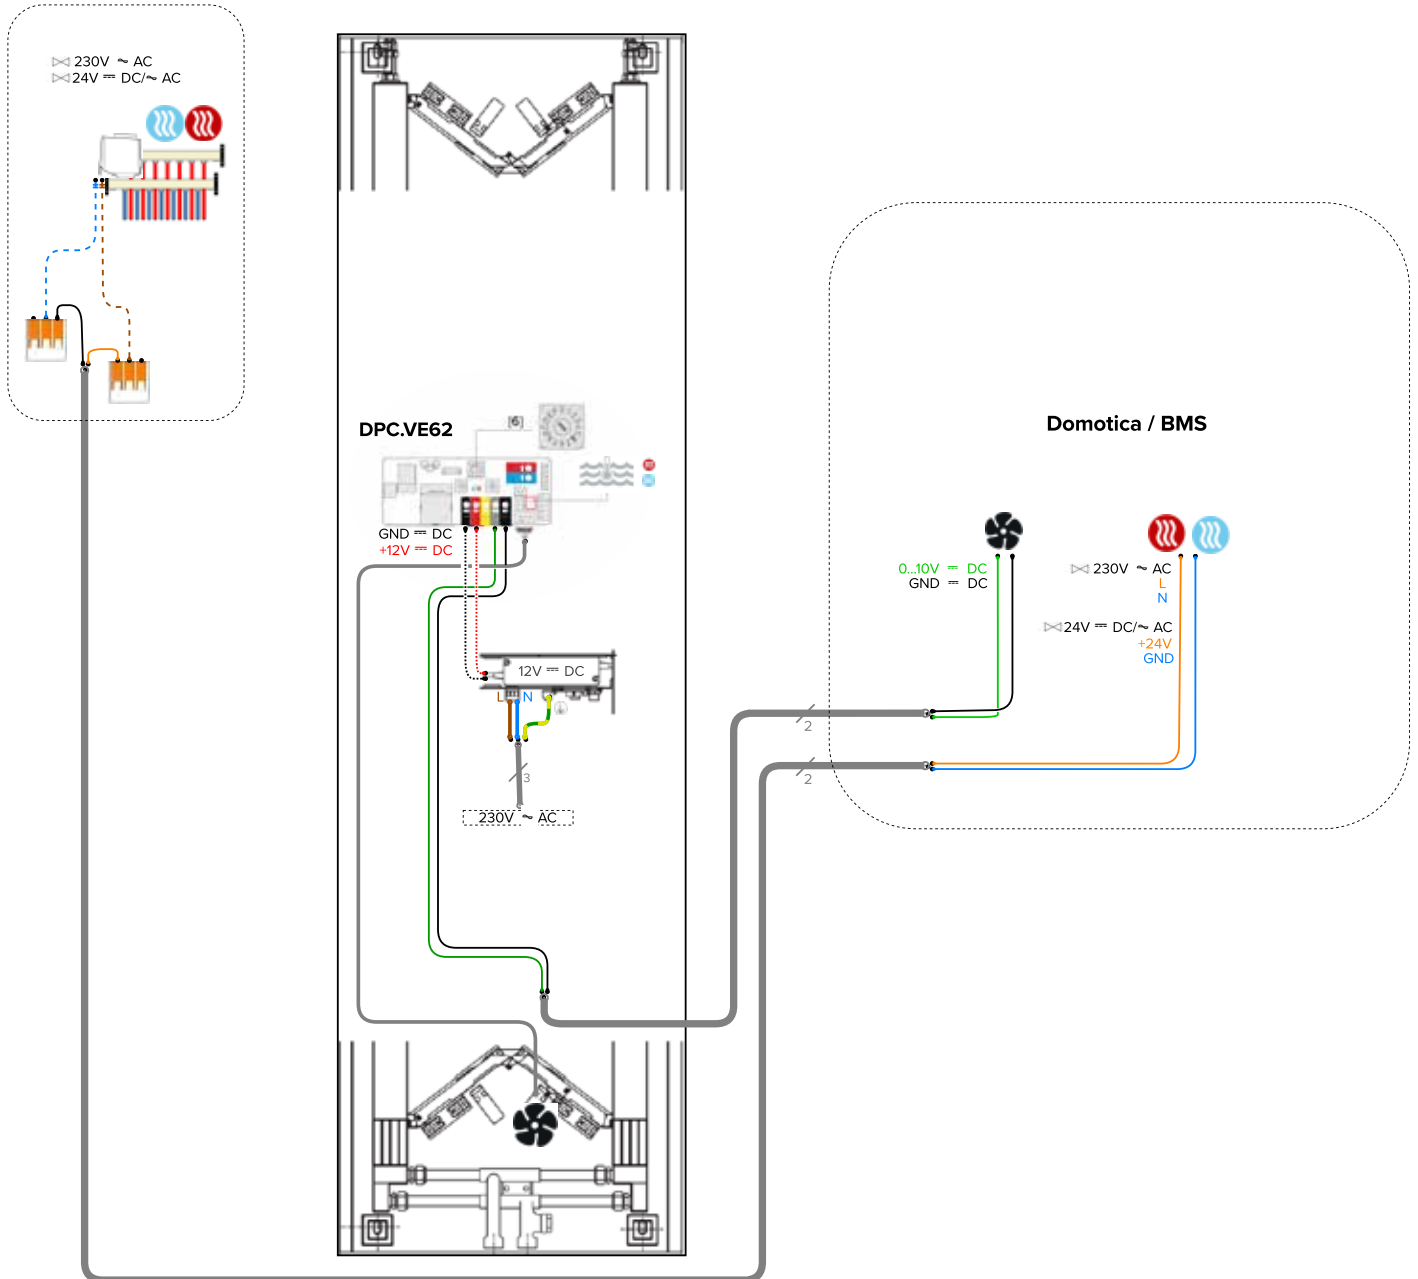 230V ~ AC
24V ⎓ DC/~ AC
DPC.VE62
[6]
GND ⎓ DC
+12V ⎓ DC
12V ⎓ DC
L
N
3
230V ~ AC
2
2
Domotica / BMS
0...10V ⎓ DC
GND ⎓ DC
230V ~ AC
L
N
24V ⎓ DC/~ AC
+24V
GND